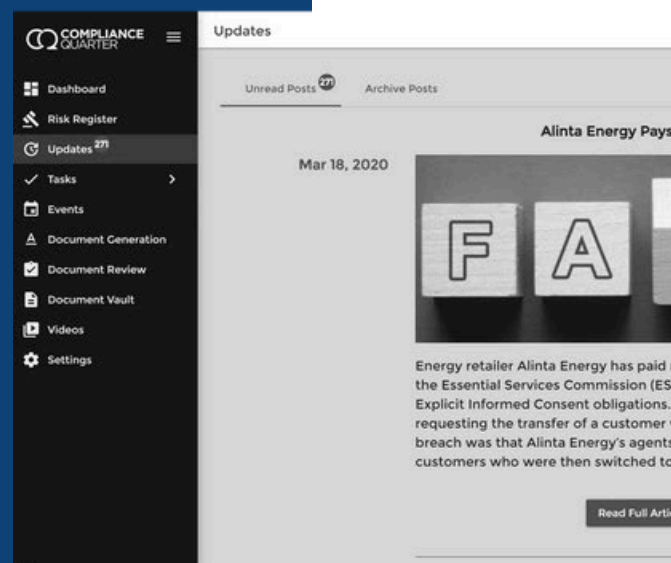 COMPLIANCE
QUARTER
Dashboard
Risk Register
Updates 271
Tasks
Events
Document Generation
Document Review
Document Vault
Videos
Settings
Updates
Unread Posts 271
Archive Posts
Alinta Energy Pays
Mar 18, 2020
F A
Energy retailer Alinta Energy has paid
the Essential Services Commission (ES
Explicit Informed Consent obligations.
requesting the transfer of a customer
breach was that Alinta Energy's agents
customers who were then switched to
Read Full Arti